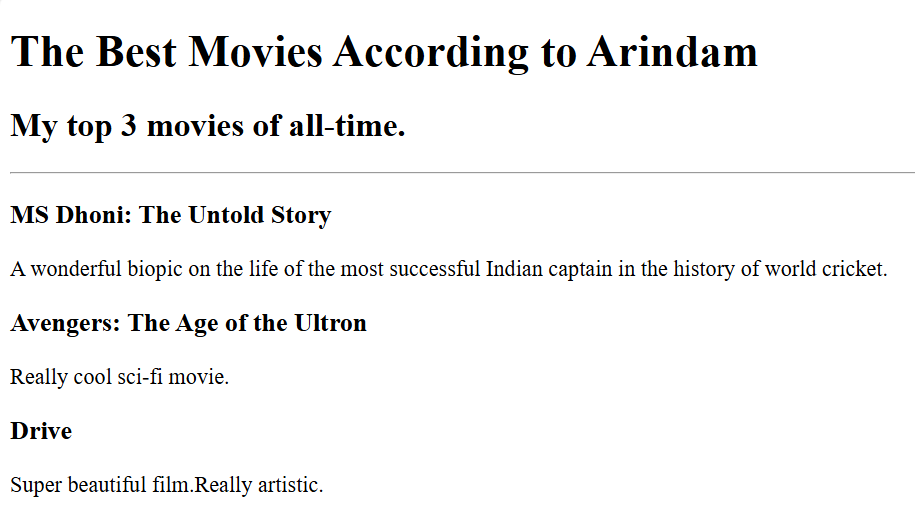 The Best Movies According to Arindam
My top 3 movies of all-time.
MS Dhoni: The Untold Story
A wonderful biopic on the life of the most successful Indian captain in the history of world cricket.
Avengers: The Age of the Ultron
Really cool sci-fi movie.
Drive
Super beautiful film.Really artistic.